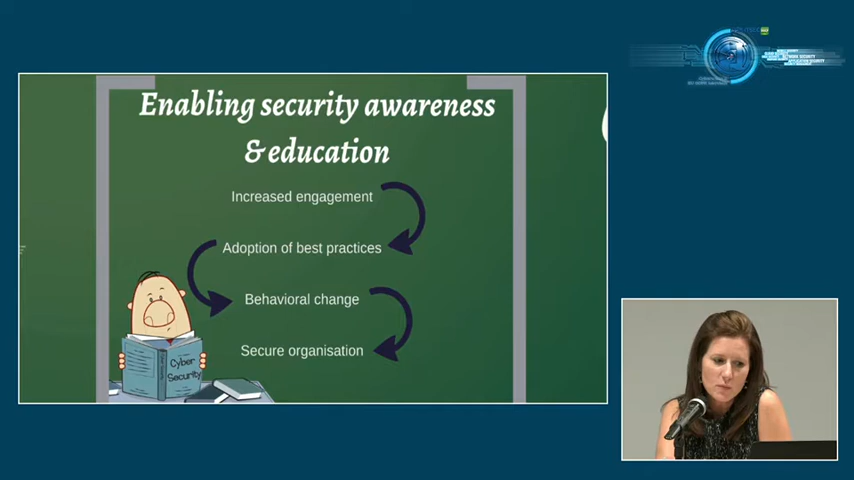 Enabling security awareness
& education
Increased engagement
Adoption of best practices
Behavioral change
Secure organisation
Cyber
Security